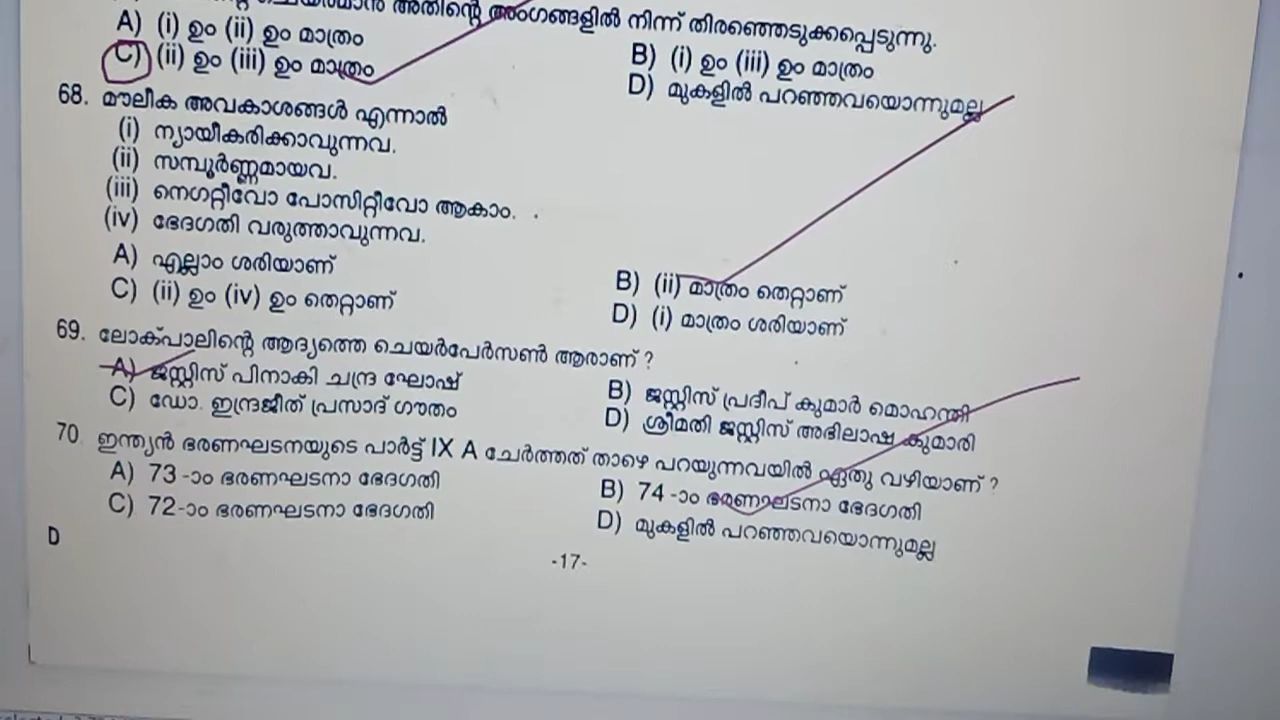 ചെയർമാൻ അതിന്റെ അംഗങ്ങളിൽ നിന്ന് തിരഞ്ഞെടുക്കപ്പെടുന്നു.
A) (i) ഉം (ii) ഉം മാത്രം
B) (i) ഉം (iii) ഉം മാത്രം
C) (ii) ഉം (iii) ഉം മാത്രം
D) മുകളിൽ പറഞ്ഞവയൊന്നുമല്ല
68. മൗലീക അവകാശങ്ങൾ എന്നാൽ
(i) ന്യായീകരിക്കാവുന്നവ.
(ii) സമ്പൂർണ്ണമായവ.
(iii) നെഗറ്റീവോ പോസിറ്റീവോ ആകാം.
(iv) ഭേദഗതി വരുത്താവുന്നവ.
A) എല്ലാം ശരിയാണ്
B) (ii) മാത്രം തെറ്റാണ്
C) (ii) ഉം (iv) ഉം തെറ്റാണ്
D) (i) മാത്രം ശരിയാണ്
69. ലോക്പാലിന്റെ ആദ്യത്തെ ചെയർപേർസൺ ആരാണ് ?
A) ജസ്റ്റിസ് പിനാകി ചന്ദ്ര ഘോഷ്
B) ജസ്റ്റിസ് പ്രദീപ് കുമാർ മൊഹന്തി
C) ഡോ. ഇന്ദ്രജീത് പ്രസാദ് ഗൗതം
D) ശ്രീമതി ജസ്റ്റിസ് അഭിലാഷ കുമാരി
70. ഇന്ത്യൻ ഭരണഘടനയുടെ പാർട്ട് IX A ചേർത്തത് താഴെ പറയുന്നവയിൽ ഏതു വഴിയാണ് ?
A) 73 -ാം ഭരണഘടനാ ഭേദഗതി
B) 74 -ാം ഭരണഘടനാ ഭേദഗതി
C) 72-ാം ഭരണഘടനാ ഭേദഗതി
D) മുകളിൽ പറഞ്ഞവയൊന്നുമല്ല
D
-17-